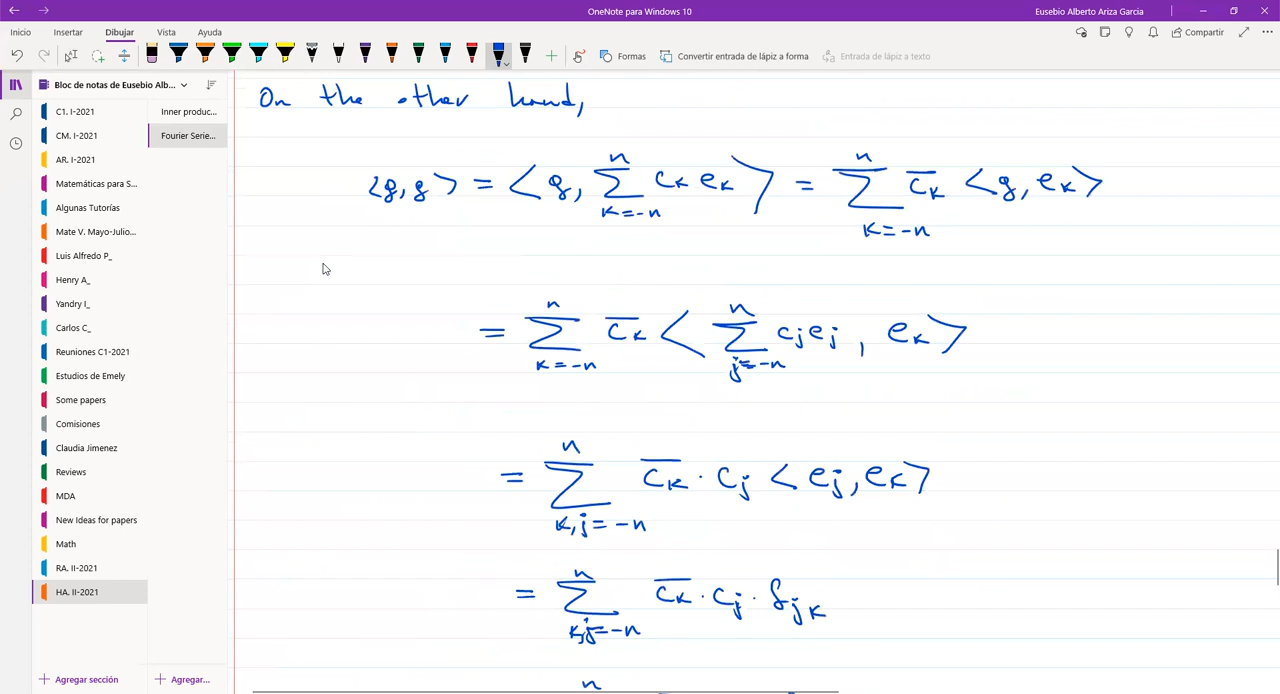 OneNote para Windows 10
Eusebio Alberto Ariza Garcia
Inicio Insertar Dibujar Vista Ayuda
Compartir
Formas Convertir entrada de lápiz a forma Entrada de lápiz a texto
Bloc de notas de Eusebio Alb...
C1. I-2021
CM. I-2021
AR. I-2021
Matemáticas para S...
Algunas Tutorías
Mate V. Mayo-Julio...
Luis Alfredo P_
Henry A_
Yandry I_
Carlos C_
Reuniones C1-2021
Estudios de Emely
Some papers
Comisiones
Claudia Jimenez
Reviews
MDA
New Ideas for papers
Math
RA. II-2021
HA. II-2021
Agregar sección
Inner produc...
Fourier Serie...
Agregar...
On the other hand,
<g,g> = <g, ∑_{k=-n}^{n} c_k e_k> = ∑_{k=-n}^{n} \overline{c_k} <g, e_k>
= ∑_{k=-n}^{n} \overline{c_k} < ∑_{j=-n}^{n} c_j e_j , e_k>
= ∑_{k,j=-n}^{n} \overline{c_k} · c_j <e_j, e_k>
= ∑_{k,j=-n}^{n} \overline{c_k} · c_j · δ_{jk}
n